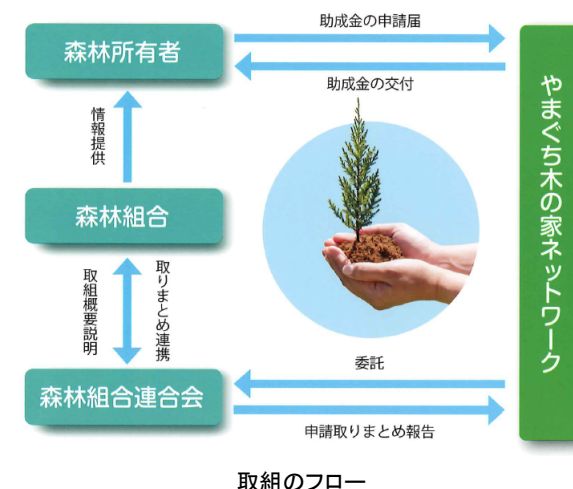 助成金の申請届
森林所有者
助成金の交付
情報提供
やまぐち木の家ネットワーク
森林組合
取組概要説明
取りまとめ連携
委託
森林組合連合会
申請取りまとめ報告
取組のフロー